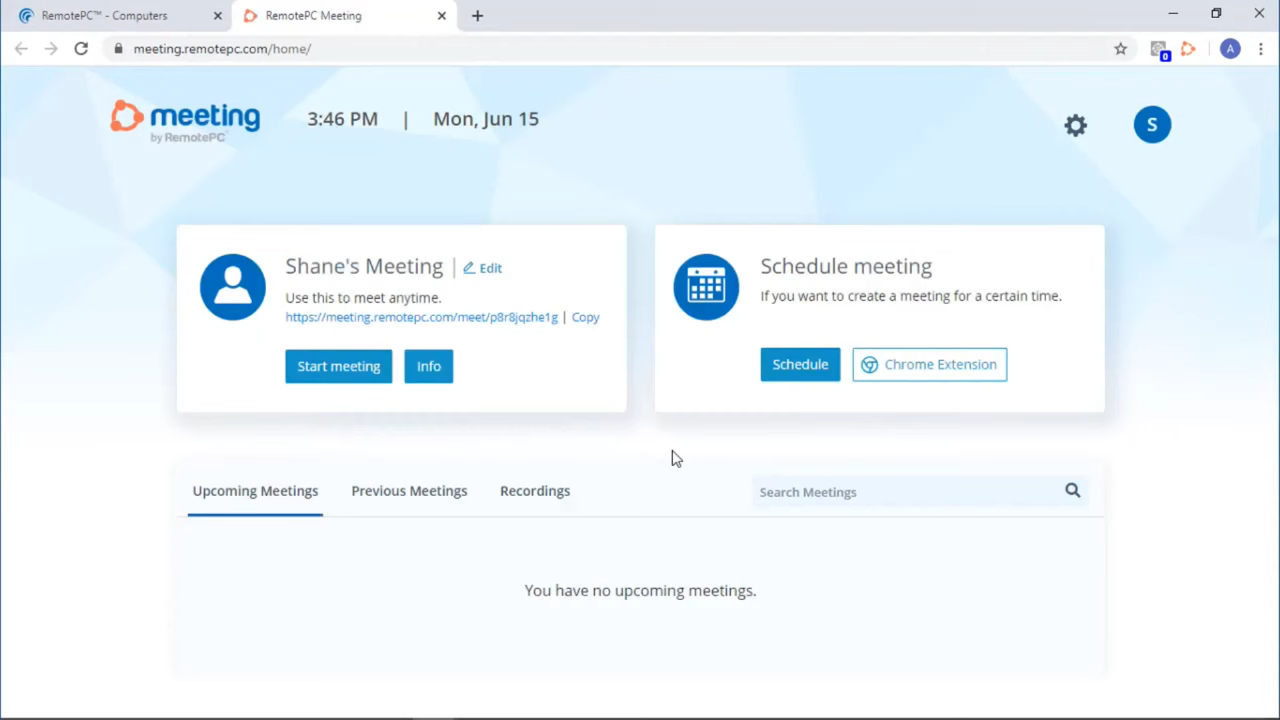 RemotePC™ - Computers
RemotePC Meeting
meeting.remotepc.com/home/
0
A
meeting
by RemotePC
3:46 PM | Mon, Jun 15
S
Shane's Meeting | Edit
Use this to meet anytime.
https://meeting.remotepc.com/meet/p8r8jqzhe1g | Copy
Start meeting
Info
Schedule meeting
If you want to create a meeting for a certain time.
Schedule
Chrome Extension
Upcoming Meetings
Previous Meetings
Recordings
Search Meetings
You have no upcoming meetings.